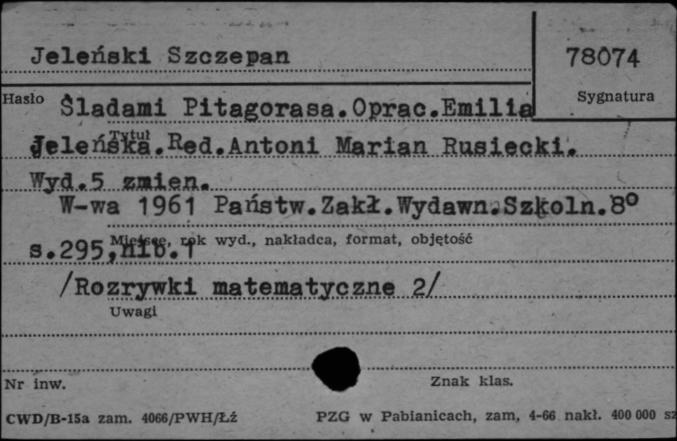 Jeleński Szczepan
78074
Sygnatura
Hasło
Śladami Pitagorasa.Oprac.Emilia
Tytuł
Jeleńska.Red.Antoni Marian Rusiecki.
Wyd.5 zmien.
W-wa 1961 Państw.Zakł.Wydawn.Szkoln.8°
Miejsce, rok wyd., nakładca, format, objętość
s.295,nlb.1
/Rozrywki matematyczne 2/
Uwagi
Nr inw.
Znak klas.
CWD/B-15a zam. 4066/PWH/Łź
PZG w Pabianicach, zam, 4-66 nakł. 400 000 sz